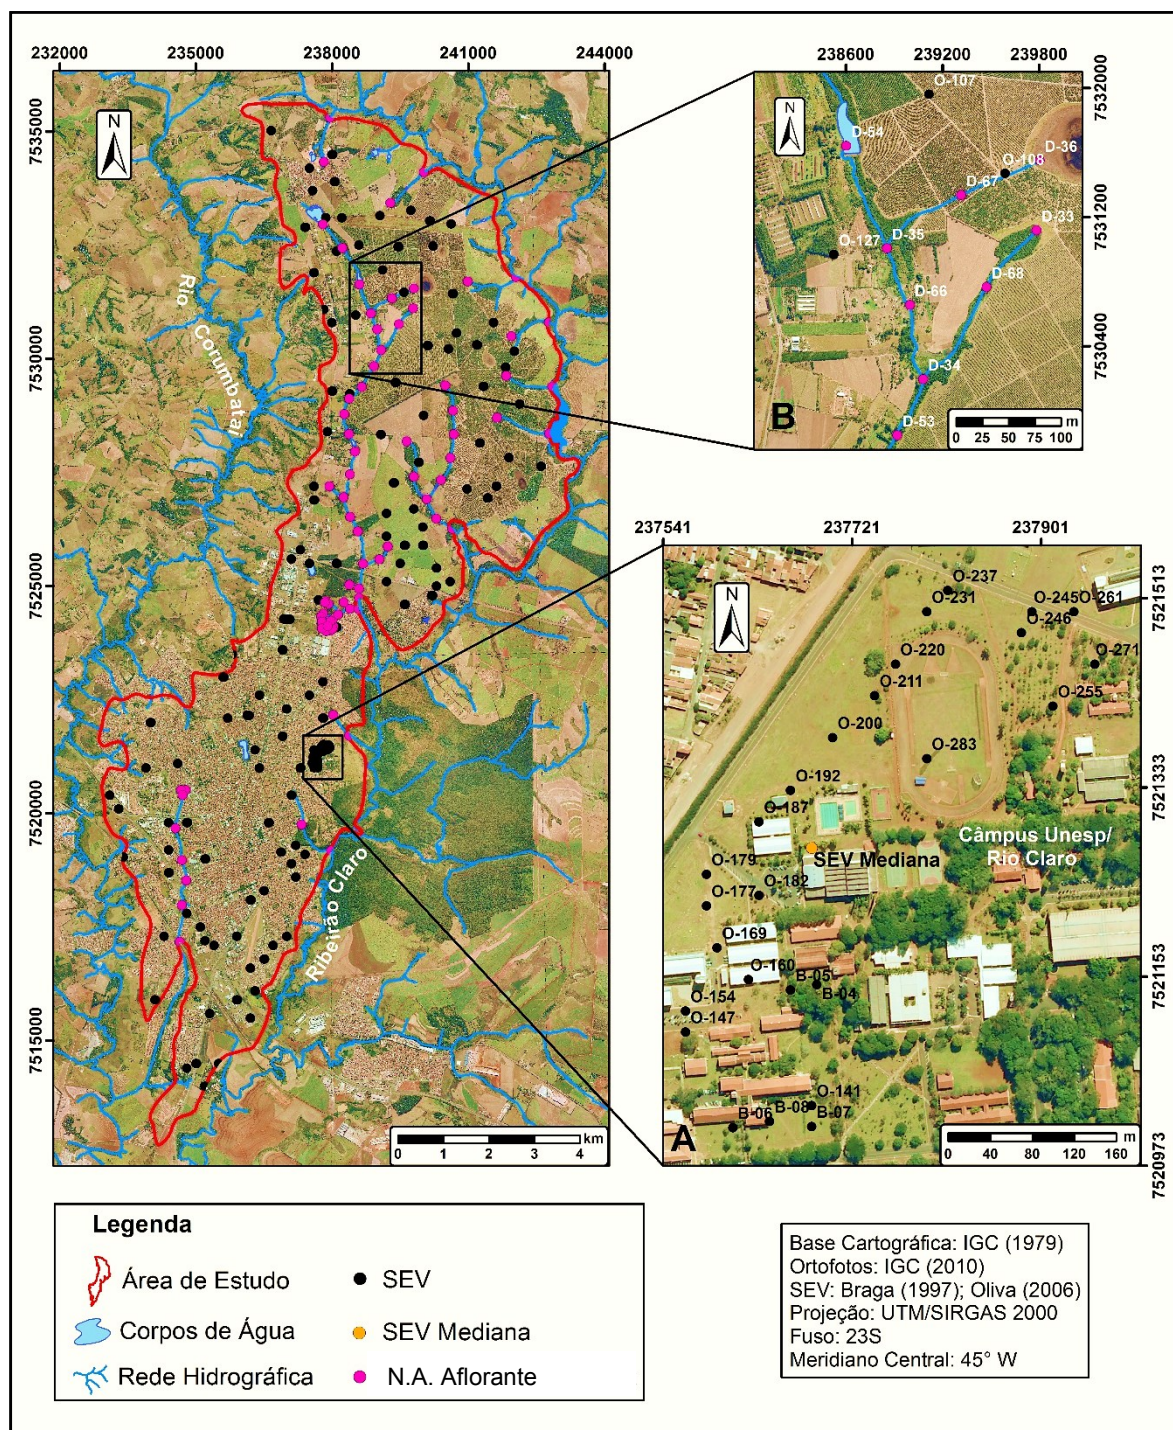 232000
235000
238000
241000
244000
7535000
7530000
7525000
7520000
7515000
N
Rio
Corumbataí
Ribeirão Claro
km
0 1 2 3 4
238600
239200
239800
7532000
7531200
7530400
N
O-107
D-54
D-36
O-108
D-67
D-33
O-127
D-35
D-68
D-66
D-34
D-53
B
m
0 25 50 75 100
237541
237721
237901
7521513
7521333
7521153
7520973
N
O-237
O-231
O-245
O-261
O-246
O-220
O-271
O-211
O-255
O-200
O-283
O-192
O-187
Câmpus Unesp/
Rio Claro
SEV Mediana
O-179
O-182
O-177
O-169
O-160
B-05
B-04
O-154
O-147
O-141
B-08
B-06
B-07
A
m
0 40 80 120 160
Legenda
Área de Estudo
SEV
Corpos de Água
SEV Mediana
Rede Hidrográfica
N.A. Aflorante
Base Cartográfica: IGC (1979)
Ortofotos: IGC (2010)
SEV: Braga (1997); Oliva (2006)
Projeção: UTM/SIRGAS 2000
Fuso: 23S
Meridiano Central: 45° W